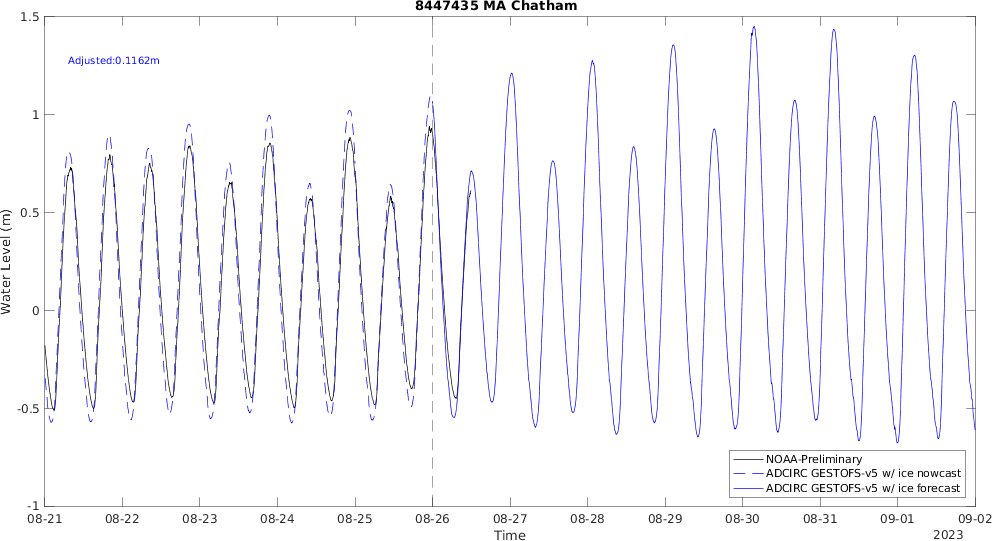 8447435 MA Chatham
1.5
Adjusted:0.1162m
1
0.5
Water Level (m)
0
-0.5
NOAA-Preliminary
ADCIRC GESTOFS-v5 w/ ice nowcast
ADCIRC GESTOFS-v5 w/ ice forecast
-1
08-21 08-22 08-23 08-24 08-25 08-26 08-27 08-28 08-29 08-30 08-31 09-01 09-02
Time 2023